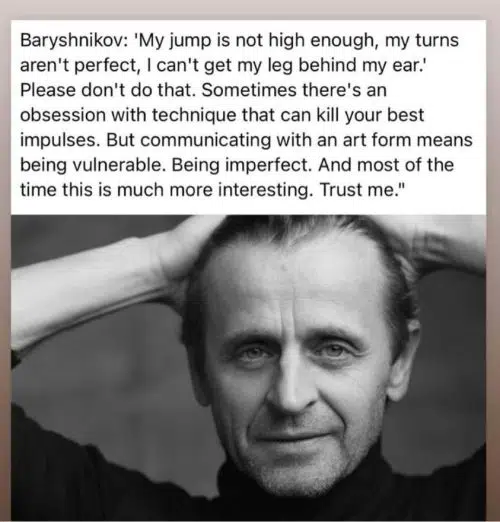 Baryshnikov: 'My jump is not high enough, my turns
aren't perfect, I can't get my leg behind my ear.'
Please don't do that. Sometimes there's an
obsession with technique that can kill your best
impulses. But communicating with an art form means
being vulnerable. Being imperfect. And most of the
time this is much more interesting. Trust me."